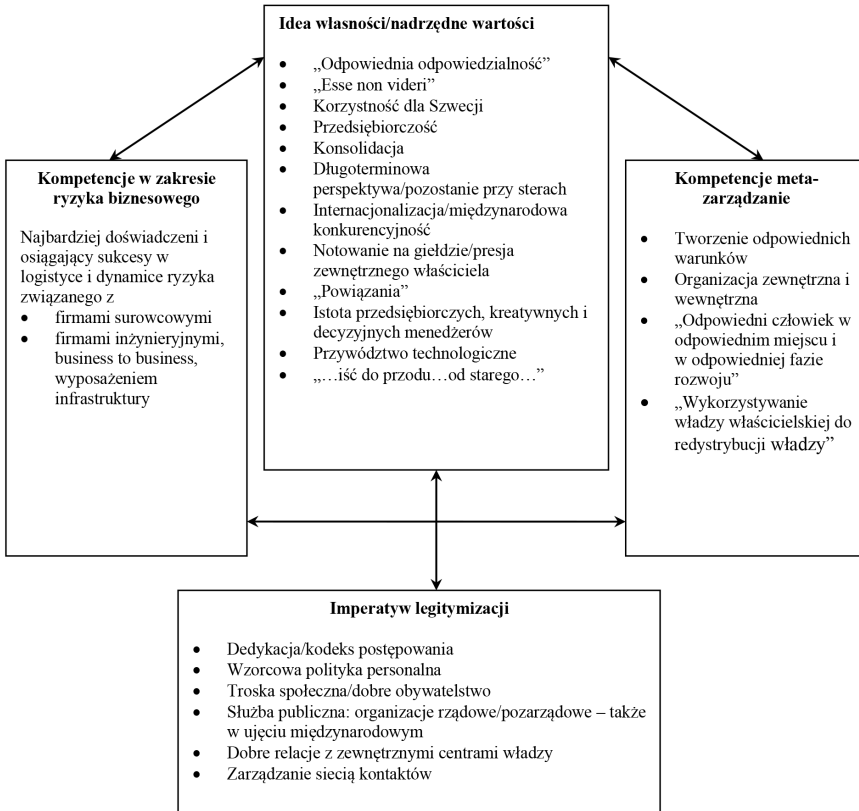 Idea własności/nadrzędne wartości
• „Odpowiednia odpowiedzialność”
• „Esse non videri”
• Korzystność dla Szwecji
• Przedsiębiorczość
• Konsolidacja
• Długoterminowa
perspektywa/pozostanie przy sterach
• Internacjonalizacja/międzynarodowa
konkurencyjność
• Notowanie na giełdzie/presja
zewnętrznego właściciela
• „Powiązania”
• Istota przedsiębiorczych, kreatywnych i
decyzyjnych menedżerów
• Przywództwo technologiczne
• „…iść do przodu…od starego…”
Kompetencje w zakresie
ryzyka biznesowego
Najbardziej doświadczeni i
osiągający sukcesy w
logistyce i dynamice ryzyka
związanego z
• firmami surowcowymi
• firmami inżynieryjnymi,
business to business,
wyposażeniem
infrastruktury
Kompetencje meta-
zarządzanie
• Tworzenie odpowiednich
warunków
• Organizacja zewnętrzna i
wewnętrzna
• „Odpowiedni człowiek w
odpowiednim miejscu i
w odpowiedniej fazie
rozwoju”
• „Wykorzystywanie
władzy właścicielskiej do
redystrybucji władzy”
Imperatyw legitymizacji
• Dedykacja/kodeks postępowania
• Wzorcowa polityka personalna
• Troska społeczna/dobre obywatelstwo
• Służba publiczna: organizacje rządowe/pozarządowe – także
w ujęciu międzynarodowym
• Dobre relacje z zewnętrznymi centrami władzy
• Zarządzanie siecią kontaktów